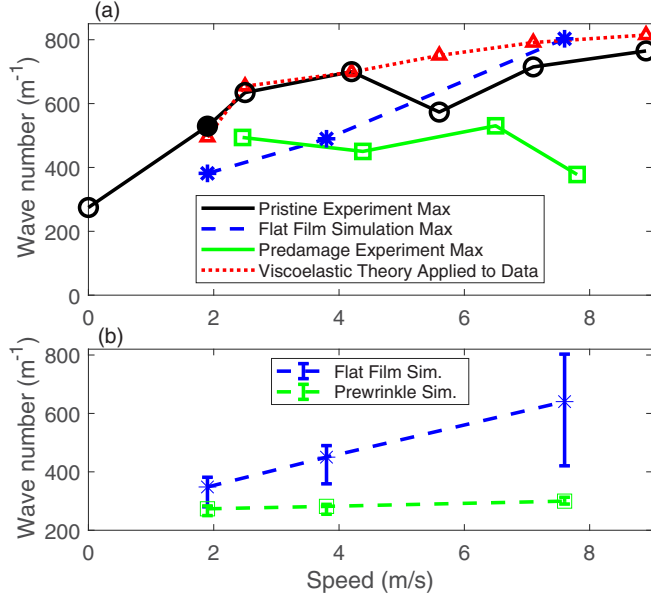 (a)
800
600
400
200
0
Wave number (m⁻¹)
Pristine Experiment Max
Flat Film Simulation Max
Predamage Experiment Max
Viscoelastic Theory Applied to Data
2
4
6
8
(b)
800
600
400
200
Wave number (m⁻¹)
Flat Film Sim.
Prewrinkle Sim.
0
2
4
6
8
Speed (m/s)